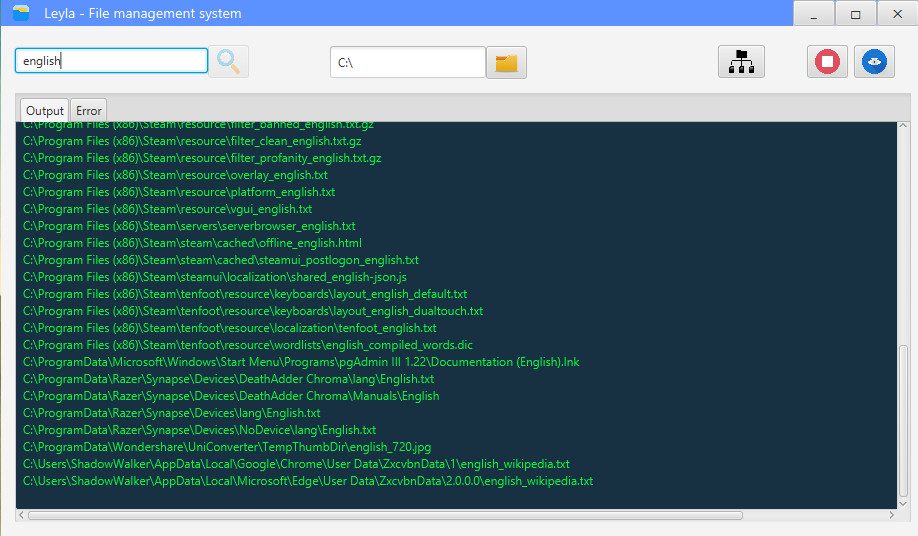 Leyla - File management system
english
C:\
Output Error
C:\Program Files (x86)\Steam\resource\filter_banned_english.txt.gz
C:\Program Files (x86)\Steam\resource\filter_clean_english.txt.gz
C:\Program Files (x86)\Steam\resource\filter_profanity_english.txt.gz
C:\Program Files (x86)\Steam\resource\overlay_english.txt
C:\Program Files (x86)\Steam\resource\platform_english.txt
C:\Program Files (x86)\Steam\resource\vgui_english.txt
C:\Program Files (x86)\Steam\servers\serverbrowser_english.txt
C:\Program Files (x86)\Steam\steam\cached\offline_english.html
C:\Program Files (x86)\Steam\steam\cached\steamui_postlogon_english.txt
C:\Program Files (x86)\Steam\steamui\localization\shared_english-json.js
C:\Program Files (x86)\Steam\tenfoot\resource\keyboards\layout_english_default.txt
C:\Program Files (x86)\Steam\tenfoot\resource\keyboards\layout_english_dualtouch.txt
C:\Program Files (x86)\Steam\tenfoot\resource\localization\tenfoot_english.txt
C:\Program Files (x86)\Steam\tenfoot\resource\wordlists\english_compiled_words.dic
C:\ProgramData\Microsoft\Windows\Start Menu\Programs\pgAdmin III 1.22\Documentation (English).lnk
C:\ProgramData\Razer\Synapse\Devices\DeathAdder Chroma\lang\English.txt
C:\ProgramData\Razer\Synapse\Devices\DeathAdder Chroma\Manuals\English
C:\ProgramData\Razer\Synapse\Devices\lang\English.txt
C:\ProgramData\Razer\Synapse\Devices\NoDevice\lang\English.txt
C:\ProgramData\Wondershare\UniConverter\TempThumbDir\english_720.jpg
C:\Users\ShadowWalker\AppData\Local\Google\Chrome\User Data\ZxcvbnData\1\english_wikipedia.txt
C:\Users\ShadowWalker\AppData\Local\Microsoft\Edge\User Data\ZxcvbnData\2.0.0.0\english_wikipedia.txt